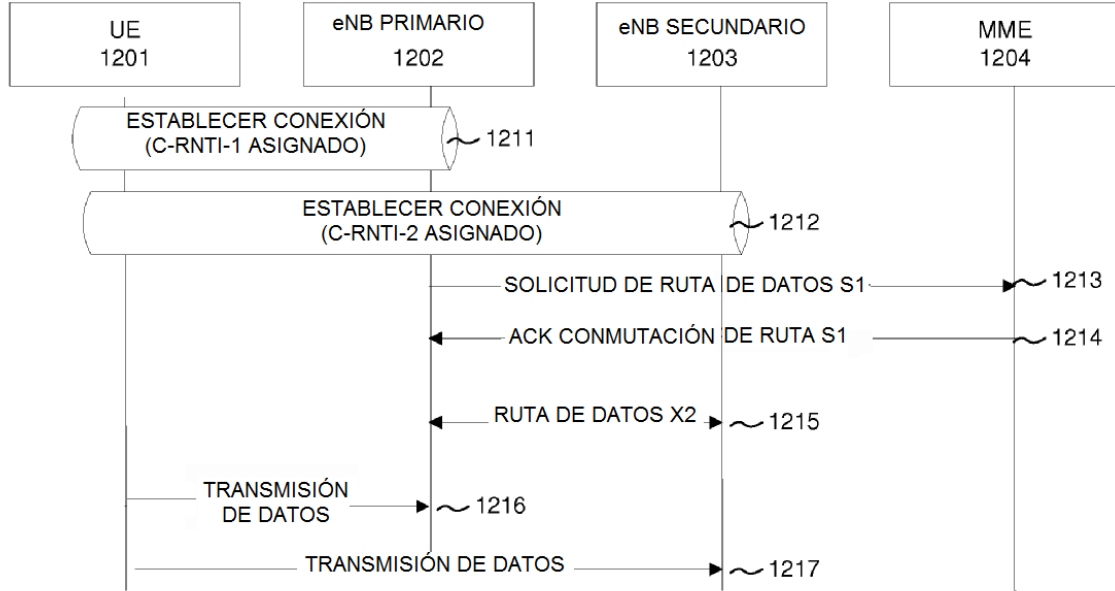 UE
1201
eNB PRIMARIO
1202
eNB SECUNDARIO
1203
MME
1204
ESTABLECER CONEXIÓN
(C-RNTI-1 ASIGNADO)
1211
ESTABLECER CONEXIÓN
(C-RNTI-2 ASIGNADO)
1212
SOLICITUD DE RUTA DE DATOS S1
1213
ACK CONMUTACIÓN DE RUTA S1
1214
RUTA DE DATOS X2
1215
TRANSMISIÓN
DE DATOS
1216
TRANSMISIÓN DE DATOS
1217